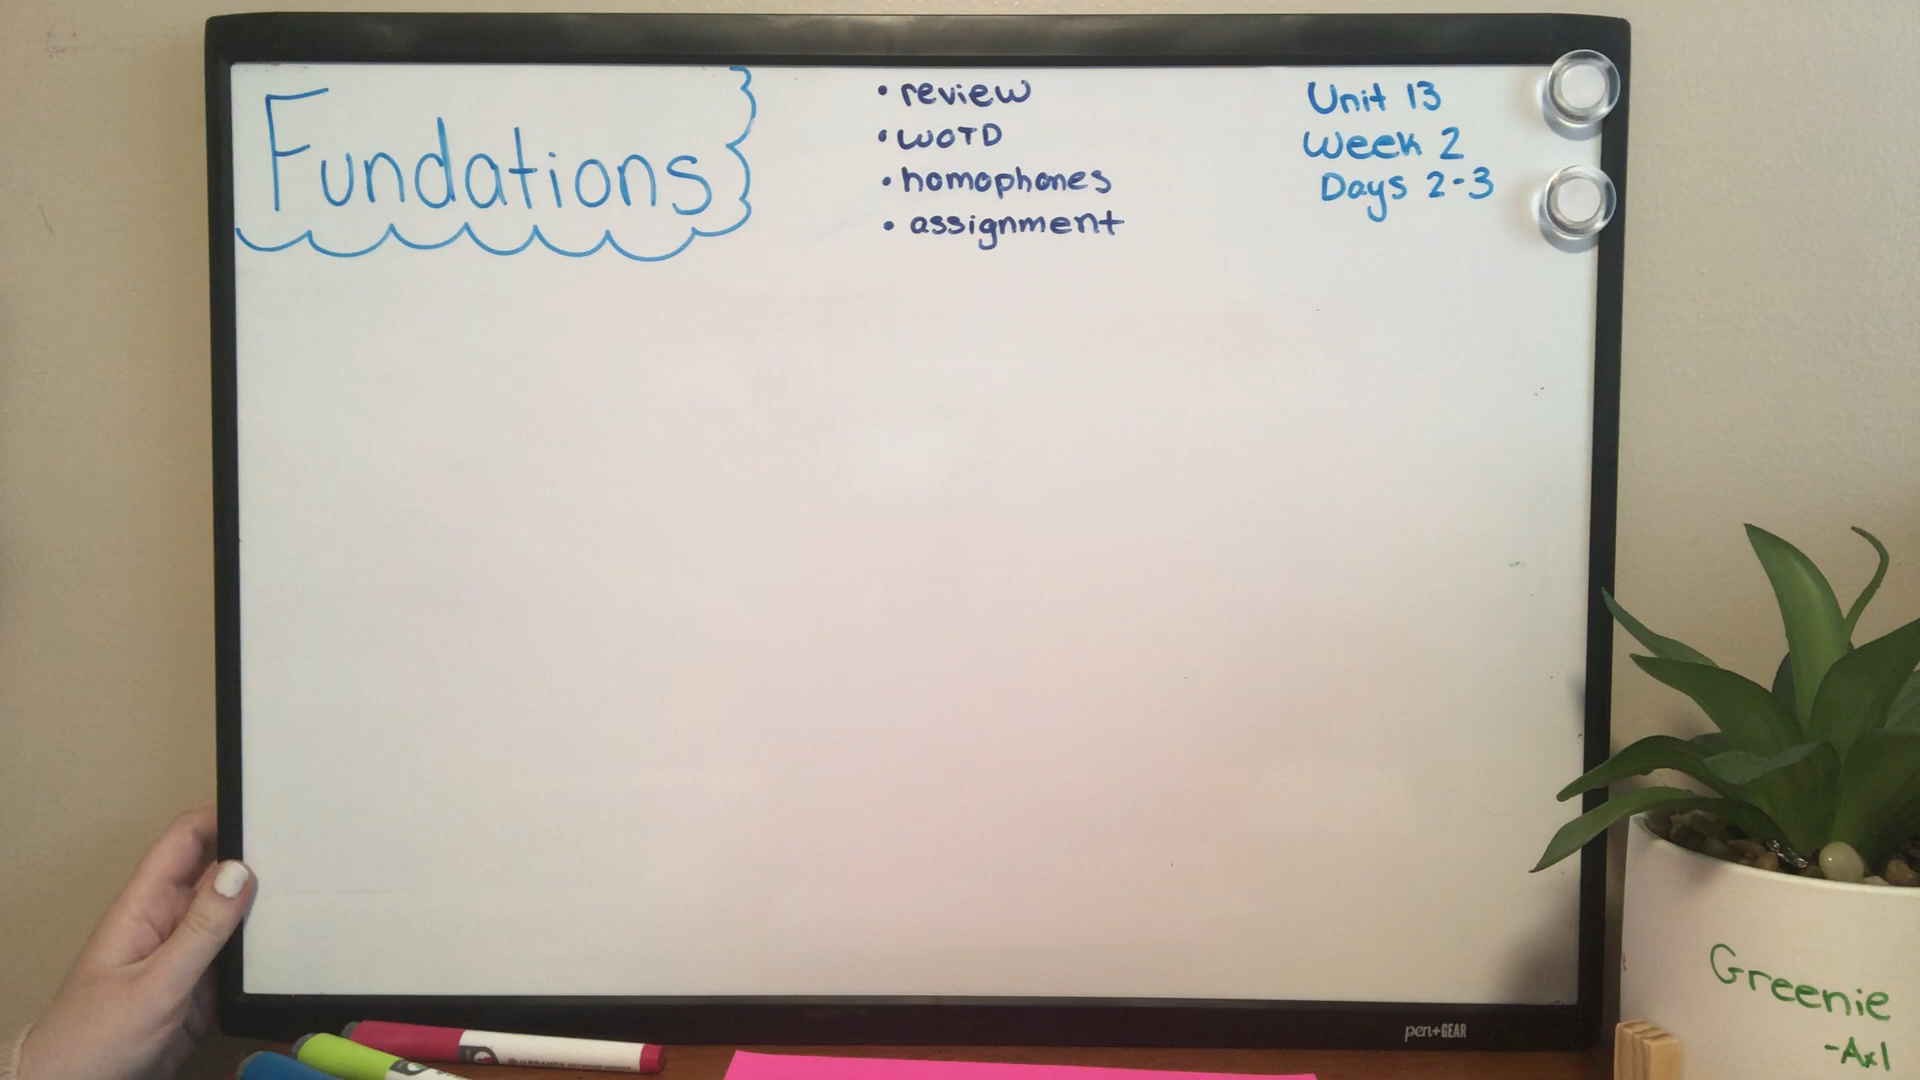 Fundations
• review
• WOTD
• homophones
• assignment
Unit 13
Week 2
Days 2-3
pen+GEAR
Greenie
-Axl